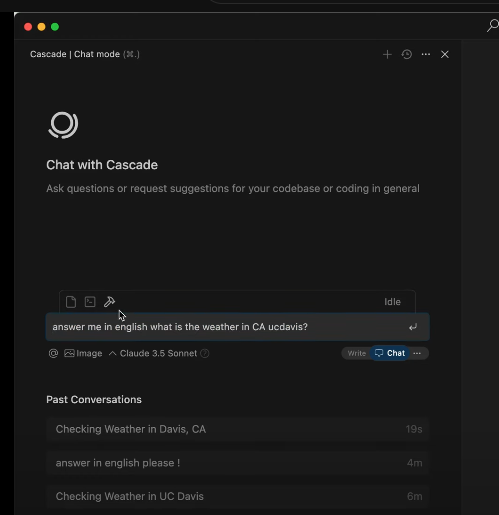 Cascade | Chat mode (⌘.)
Chat with Cascade
Ask questions or request suggestions for your codebase or coding in general
Idle
answer me in english what is the weather in CA ucdavis?
@ Image Claude 3.5 Sonnet Write Chat
Past Conversations
Checking Weather in Davis, CA 19s
answer in english please ! 4m
Checking Weather in UC Davis 6m